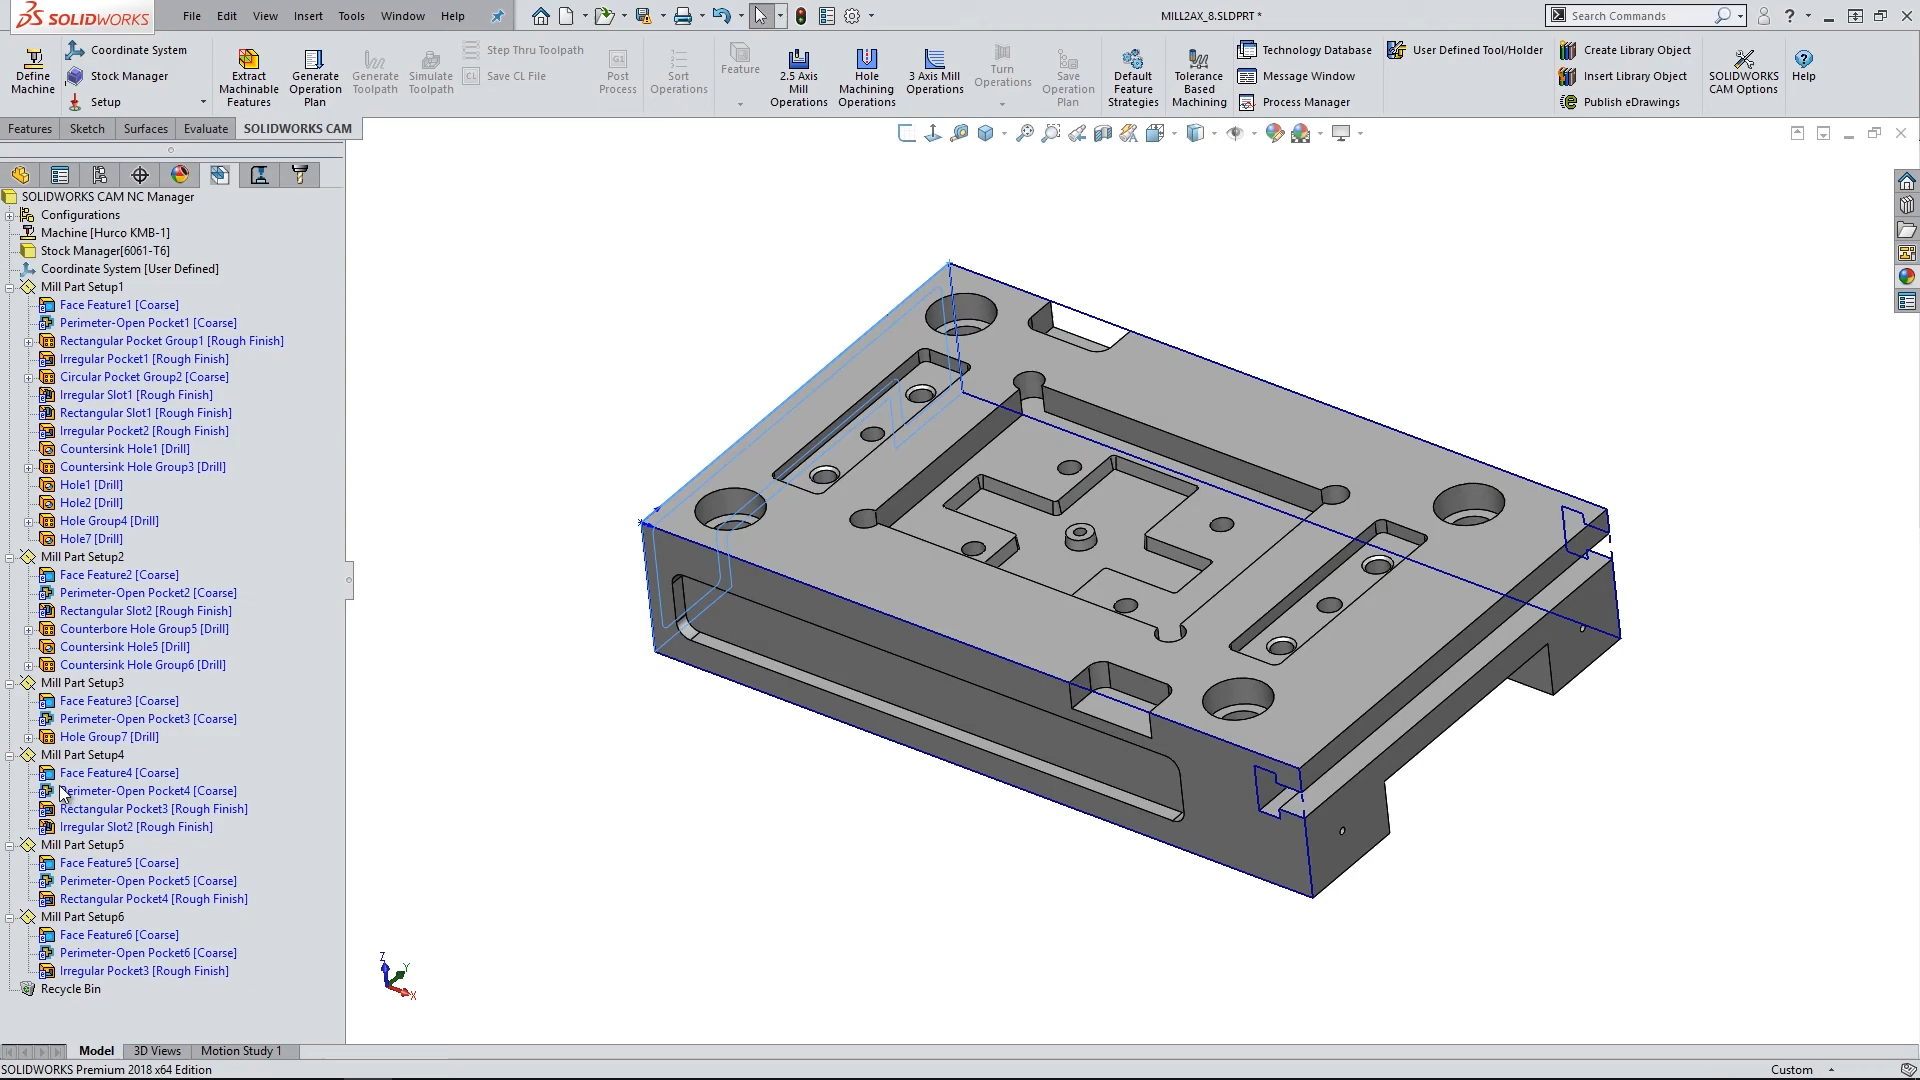 SOLIDWORKS
File Edit View Insert Tools Window Help
MILL2AX_8.SLDPRT *
Search Commands
Define Machine
Coordinate System
Stock Manager
Setup
Extract Machinable Features
Generate Operation Plan
Generate Toolpath
Simulate Toolpath
Step Thru Toolpath
Save CL File
Post Process
Sort Operations
Feature
2.5 Axis Mill Operations
Hole Machining Operations
3 Axis Mill Operations
Turn Operations
Save Operation Plan
Default Feature Strategies
Tolerance Based Machining
Technology Database
Message Window
Process Manager
User Defined Tool/Holder
Create Library Object
Insert Library Object
Publish eDrawings
SOLIDWORKS CAM Options
Help
Features Sketch Surfaces Evaluate SOLIDWORKS CAM
SOLIDWORKS CAM NC Manager
Configurations
Machine [Hurco KMB-1]
Stock Manager[6061-T6]
Coordinate System [User Defined]
Mill Part Setup1
Face Feature1 [Coarse]
Perimeter-Open Pocket1 [Coarse]
Rectangular Pocket Group1 [Rough Finish]
Irregular Pocket1 [Rough Finish]
Circular Pocket Group2 [Coarse]
Irregular Slot1 [Rough Finish]
Rectangular Slot1 [Rough Finish]
Irregular Pocket2 [Rough Finish]
Countersink Hole1 [Drill]
Countersink Hole Group3 [Drill]
Hole1 [Drill]
Hole2 [Drill]
Hole Group4 [Drill]
Hole7 [Drill]
Mill Part Setup2
Face Feature2 [Coarse]
Perimeter-Open Pocket2 [Coarse]
Rectangular Slot2 [Rough Finish]
Counterbore Hole Group5 [Drill]
Countersink Hole5 [Drill]
Countersink Hole Group6 [Drill]
Mill Part Setup3
Face Feature3 [Coarse]
Perimeter-Open Pocket3 [Coarse]
Hole Group7 [Drill]
Mill Part Setup4
Face Feature4 [Coarse]
Perimeter-Open Pocket4 [Coarse]
Rectangular Pocket3 [Rough Finish]
Irregular Slot2 [Rough Finish]
Mill Part Setup5
Face Feature5 [Coarse]
Perimeter-Open Pocket5 [Coarse]
Rectangular Pocket4 [Rough Finish]
Mill Part Setup6
Face Feature6 [Coarse]
Perimeter-Open Pocket6 [Coarse]
Irregular Pocket3 [Rough Finish]
Recycle Bin
Z
Y
X
Model 3D Views Motion Study 1
SOLIDWORKS Premium 2018 x64 Edition
Custom